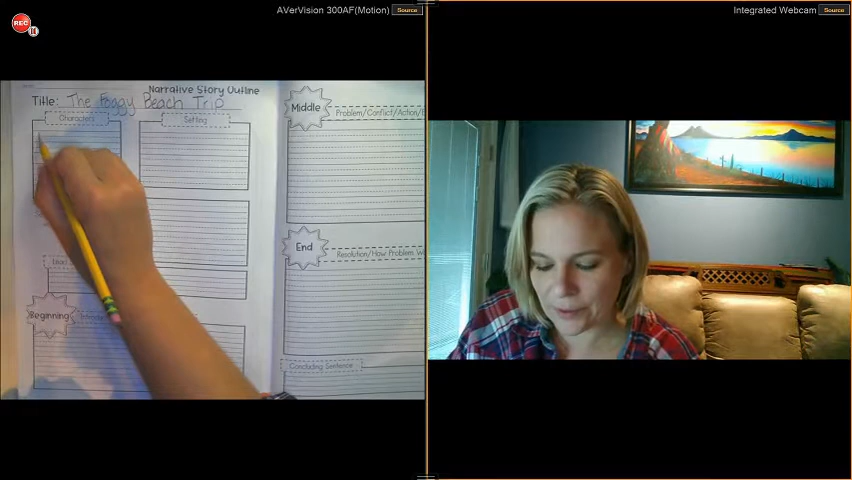 AVerVision 300AF(Motion) Source
Integrated Webcam Source
REC
Narrative Story Outline
Title: The Foggy Beach Trip
Characters
Setting
Middle
Problem/Conflict/Action/
End
Resolution/How Problem
Beginning
Concluding Sentence